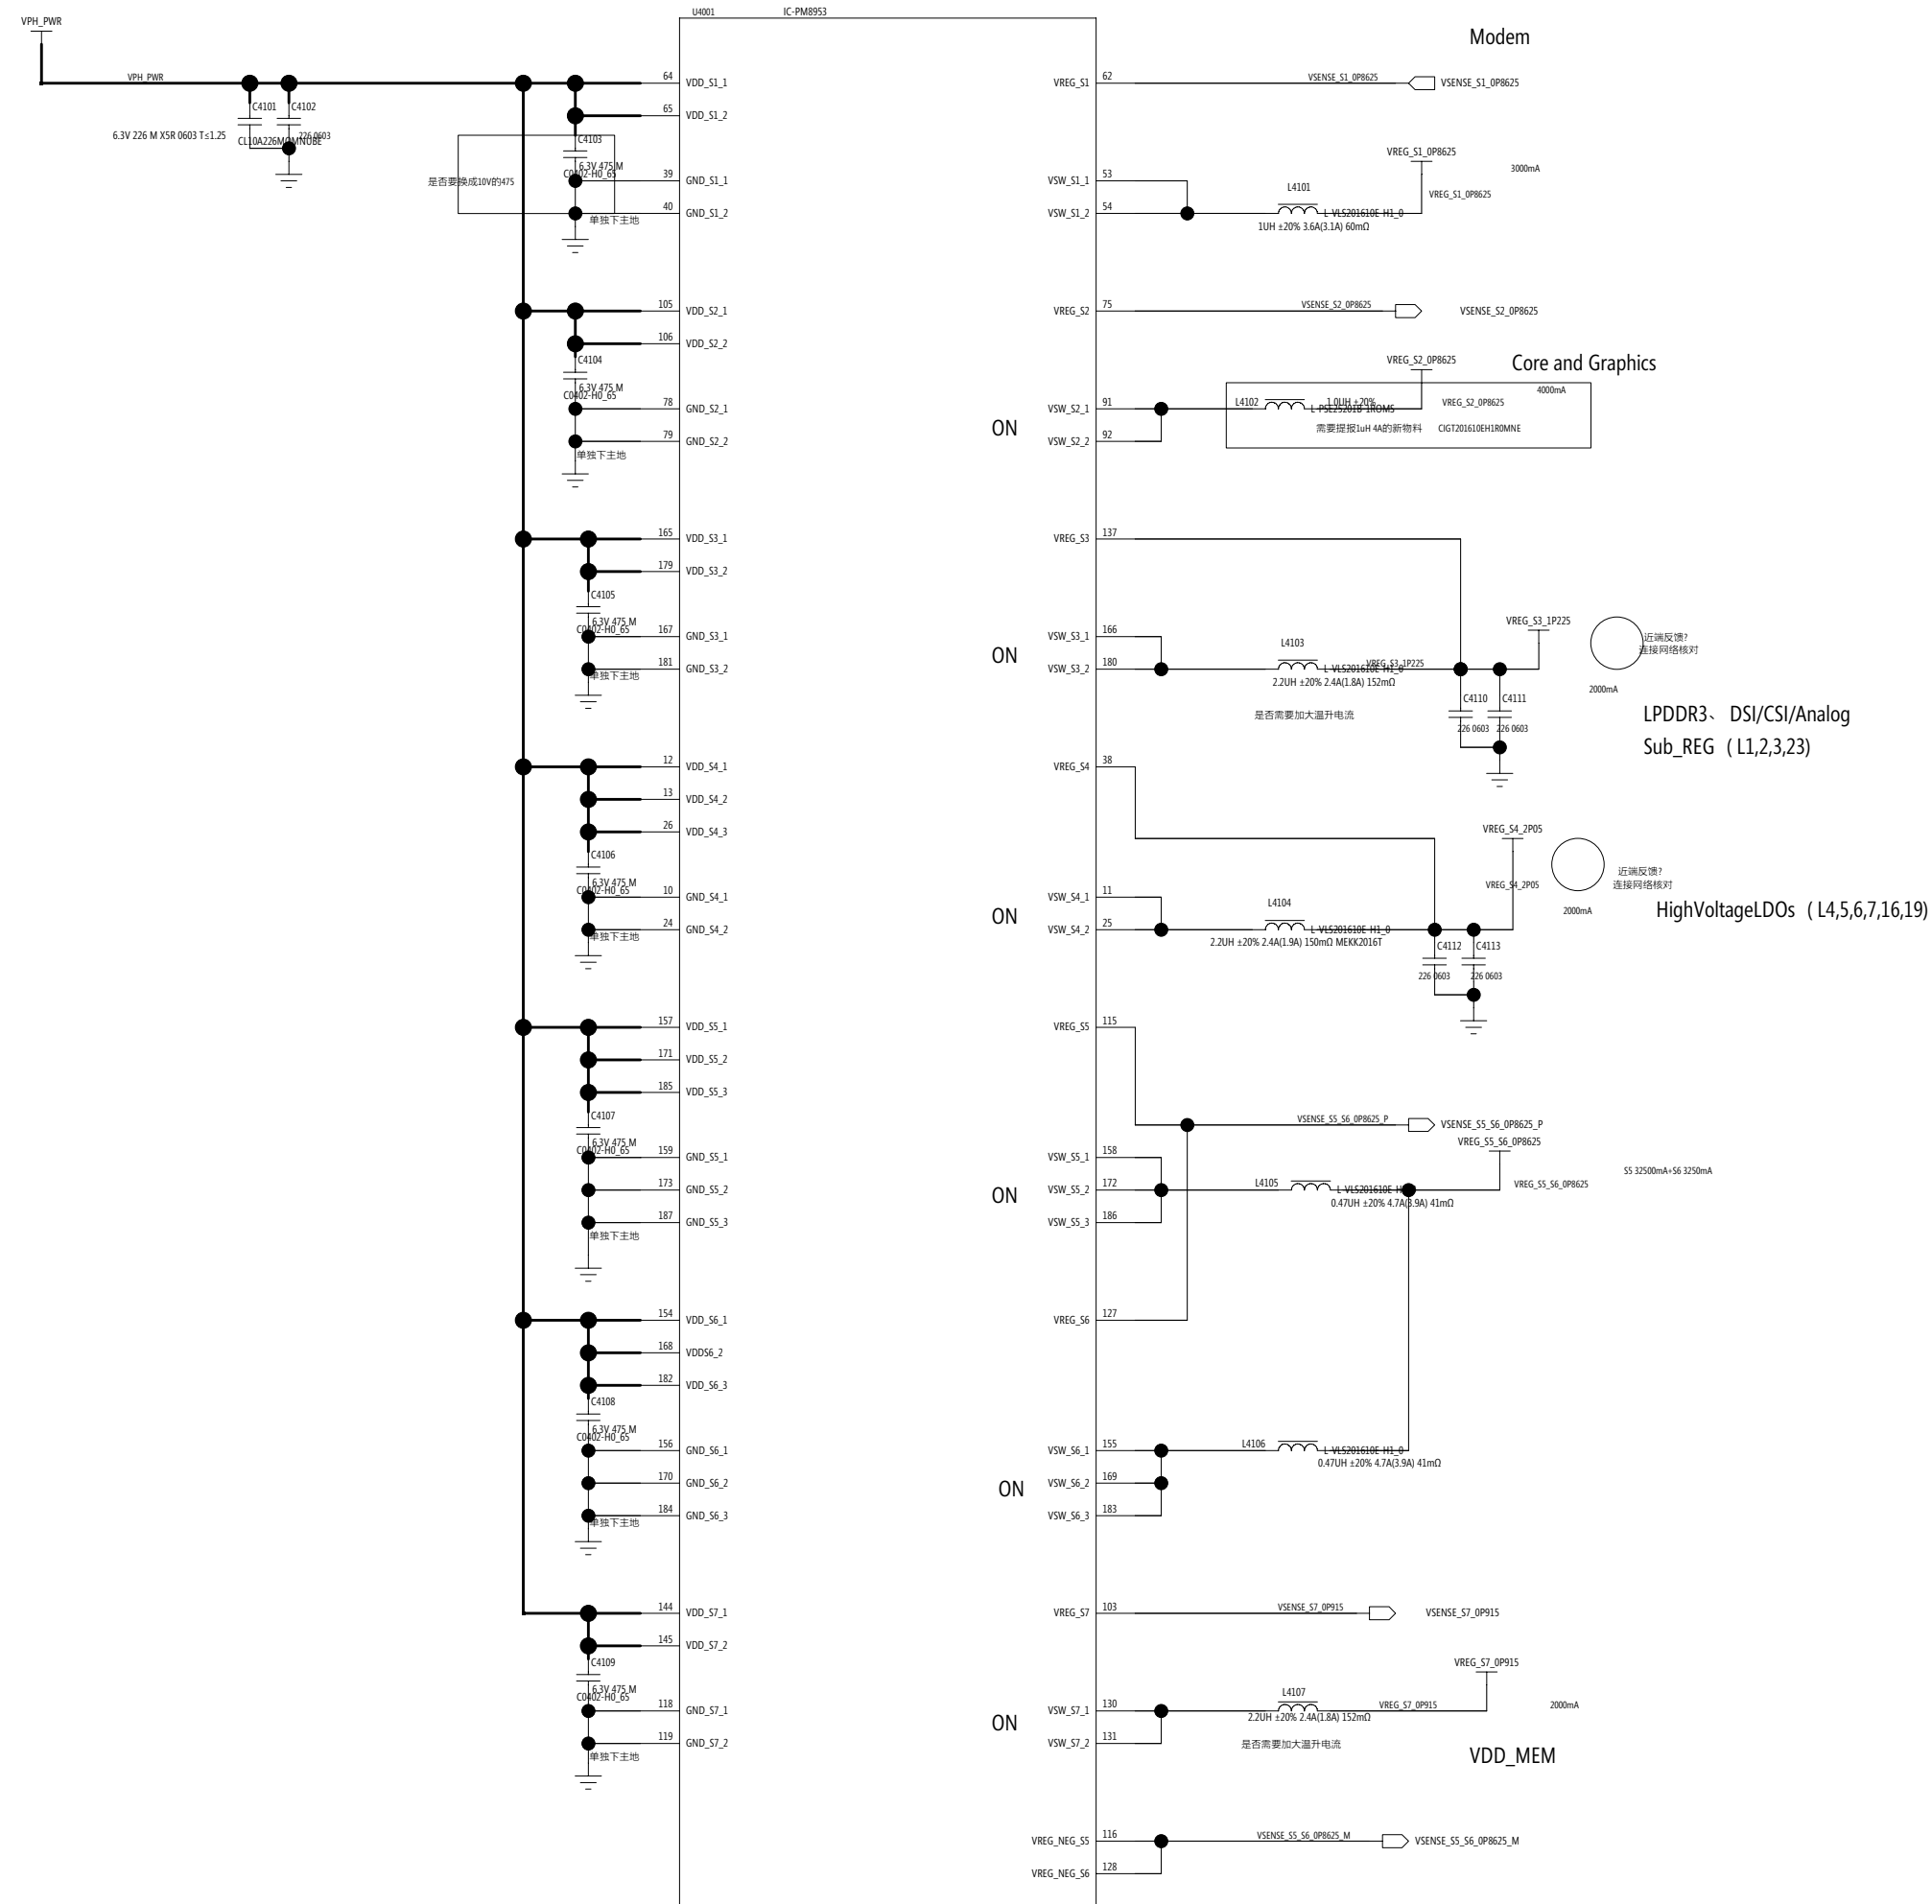 VPH_PWR
U4001
IC-PM8953
Modem
VPH_PWR
C4101
C4102
6.3V 226 M X5R 0603 T≤1.25
226 0603
64
VDD_S1_1
65
VDD_S1_2
C4103
6.3V 475 M
C0402-H0_65
是否要换成10V的475
39
GND_S1_1
40
GND_S1_2
单独下主地
VREG_S1
62
VSENSE_S1_0P8625
VSENSE_S1_0P8625
VREG_S1_0P8625
3000mA
VSW_S1_1
53
VSW_S1_2
54
L4101
VREG_S1_0P8625
L-VLS201610E-H1_0
1UH ±20% 3.6A(3.1A) 60mΩ
105
VDD_S2_1
106
VDD_S2_2
C4104
6.3V 475 M
C0402-H0_65
78
GND_S2_1
79
GND_S2_2
单独下主地
VREG_S2
75
VSENSE_S2_0P8625
VSENSE_S2_0P8625
VREG_S2_0P8625
Core and Graphics
4000mA
ON
VSW_S2_1
91
VSW_S2_2
92
L4102
1.0UH ±20%
VREG_S2_0P8625
需要提报1uH 4A的新物料
CIGT201610EH1R0MNE
165
VDD_S3_1
179
VDD_S3_2
C4105
6.3V 475 M
C0402-H0_65
167
GND_S3_1
181
GND_S3_2
单独下主地
VREG_S3
137
ON
VSW_S3_1
166
VSW_S3_2
180
L4103
VREG_S3_1P225
L-VLS201610E-H1_0
2.2UH ±20% 2.4A(1.8A) 152mΩ
是否需要加大温升电流
VREG_S3_1P225
近端反馈?
连接网络核对
2000mA
C4110
C4111
226 0603
226 0603
LPDDR3、 DSI/CSI/Analog
Sub_REG （ L1,2,3,23)
12
VDD_S4_1
13
VDD_S4_2
26
VDD_S4_3
C4106
6.3V 475 M
C0402-H0_65
10
GND_S4_1
24
GND_S4_2
单独下主地
VREG_S4
38
ON
VSW_S4_1
11
VSW_S4_2
25
L4104
L-VLS201610E-H1_0
2.2UH ±20% 2.4A(1.9A) 150mΩ MEKK2016T
VREG_S4_2P05
VREG_S4_2P05
近端反馈?
连接网络核对
2000mA
HighVoltageLDOs （ L4,5,6,7,16,19)
C4112
C4113
226 0603
226 0603
157
VDD_S5_1
171
VDD_S5_2
185
VDD_S5_3
C4107
6.3V 475 M
C0402-H0_65
159
GND_S5_1
173
GND_S5_2
187
GND_S5_3
单独下主地
VREG_S5
115
VSENSE_S5_S6_0P8625_P
VSENSE_S5_S6_0P8625_P
VREG_S5_S6_0P8625
S5 32500mA+S6 3250mA
ON
VSW_S5_1
158
VSW_S5_2
172
VSW_S5_3
186
L4105
VREG_S5_S6_0P8625
0.47UH ±20% 4.7A(3.9A) 41mΩ
154
VDD_S6_1
168
VDDS6_2
182
VDD_S6_3
C4108
6.3V 475 M
C0402-H0_65
156
GND_S6_1
170
GND_S6_2
184
GND_S6_3
单独下主地
VREG_S6
127
ON
VSW_S6_1
155
VSW_S6_2
169
VSW_S6_3
183
L4106
L-VLS201610E-H1_0
0.47UH ±20% 4.7A(3.9A) 41mΩ
144
VDD_S7_1
145
VDD_S7_2
C4109
6.3V 475 M
C0402-H0_65
118
GND_S7_1
119
GND_S7_2
单独下主地
VREG_S7
103
VSENSE_S7_0P915
VSENSE_S7_0P915
VREG_S7_0P915
2000mA
ON
VSW_S7_1
130
VSW_S7_2
131
L4107
VREG_S7_0P915
2.2UH ±20% 2.4A(1.8A) 152mΩ
是否需要加大温升电流
VDD_MEM
VREG_NEG_S5
116
VSENSE_S5_S6_0P8625_M
VSENSE_S5_S6_0P8625_M
VREG_NEG_S6
128